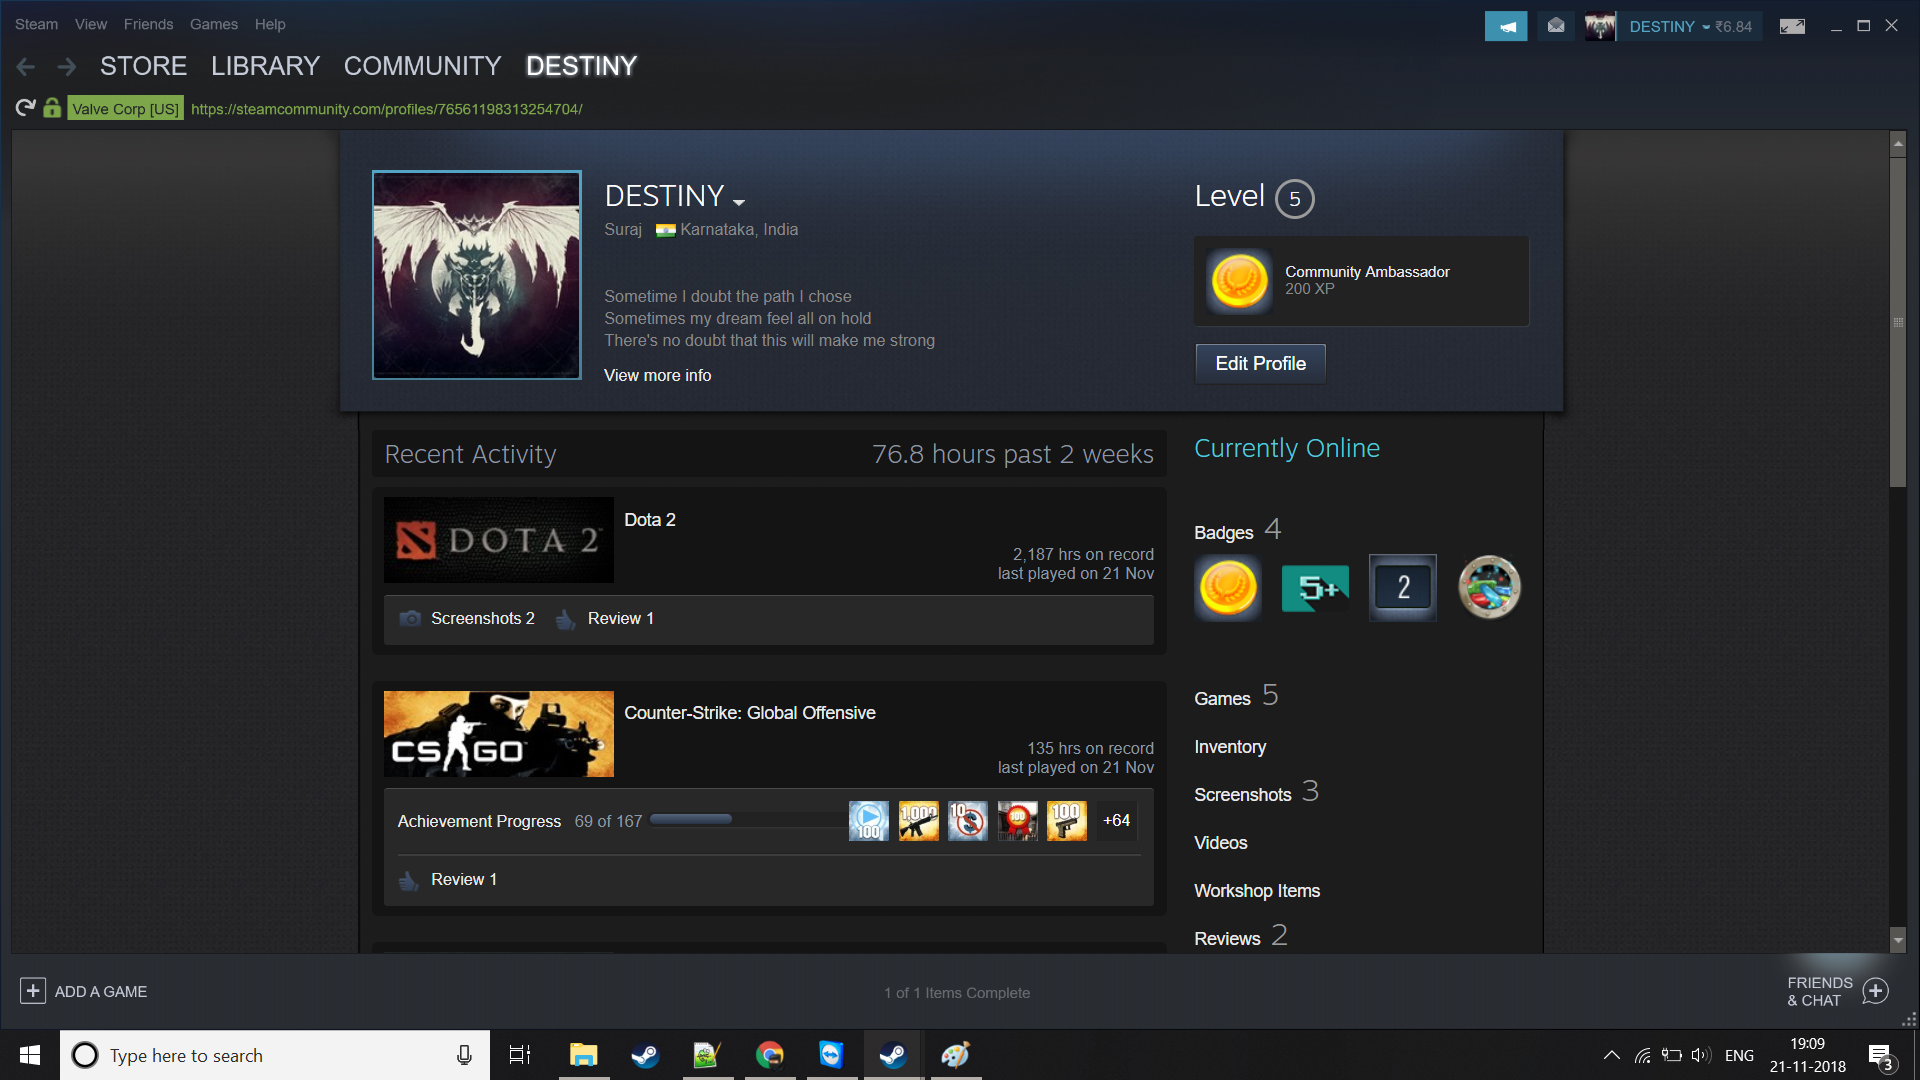 Steam View Friends Games Help
DESTINY ₹6.84
STORE LIBRARY COMMUNITY DESTINY
Valve Corp [US] https://steamcommunity.com/profiles/76561198313254704/
DESTINY
Suraj Karnataka, India
Sometime I doubt the path I chose
Sometimes my dream feel all on hold
There's no doubt that this will make me strong
View more info
Level 5
Community Ambassador
200 XP
Edit Profile
Recent Activity 76.8 hours past 2 weeks
DOTA 2
Dota 2
2,187 hrs on record
last played on 21 Nov
Screenshots 2 Review 1
CS GO
Counter-Strike: Global Offensive
135 hrs on record
last played on 21 Nov
Achievement Progress 69 of 167
100 1,000 10 100 100 +64
Review 1
Currently Online
Badges 4
5+ 2
Games 5
Inventory
Screenshots 3
Videos
Workshop Items
Reviews 2
ADD A GAME
1 of 1 Items Complete
FRIENDS
& CHAT
Type here to search
ENG
19:09
21-11-2018
3